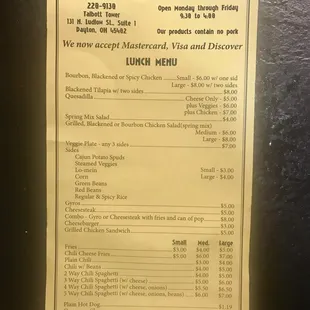 220-9130
Talbott Tower
131 N. Ludlow St., Suite 1
Dayton, OH 45402
Open Monday through Friday
9:30 to 4:00
Our products contain no pork
We now accept Mastercard, Visa and Discover
LUNCH MENU
Bourbon, Blackened or Spicy Chicken Small - $6.00 w/ one sid
Large - $8.00 w/ two sides
Blackened Tilapia w/ two sides $8.00
Quesadilla Cheese Only - $5.00
plus Veggies - $6.00
plus Chicken - $7.00
Spring Mix Salad $4.00
Grilled, Blackened or Bourbon Chicken Salad (spring mix)
Medium - $6.00
Large - $8.00
Veggie Plate - any 3 sides $7.00
Sides
Cajun Potato Spuds
Steamed Veggies
Lo-mein Small - $3.00
Corn Large - $4.00
Green Beans
Red Beans
Regular & Spicy Rice
Gyros $5.00
Cheesesteak $5.00
Combo - Gyro or Cheesesteak with fries and can of pop $8.00
Cheeseburger $3.00
Grilled Chicken Sandwich $5.00
Small Med. Large
Fries $3.00 $4.00 $5.00
Chili Cheese Fries $5.00 $6.00 $7.00
Plain Chili $3.00 $4.00
Chili w/ Beans $4.00 $5.00
2 Way Chili Spaghetti $4.00 $5.00
3 Way Chili Spaghetti (w/ cheese) $5.00 $6.00
4 Way Chili Spaghetti (w/ cheese, onions) $5.50 $6.50
5 Way Chili Spaghetti (w/ cheese, onions, beans) $6.00 $7.00
Plain Hot Dog $1.19